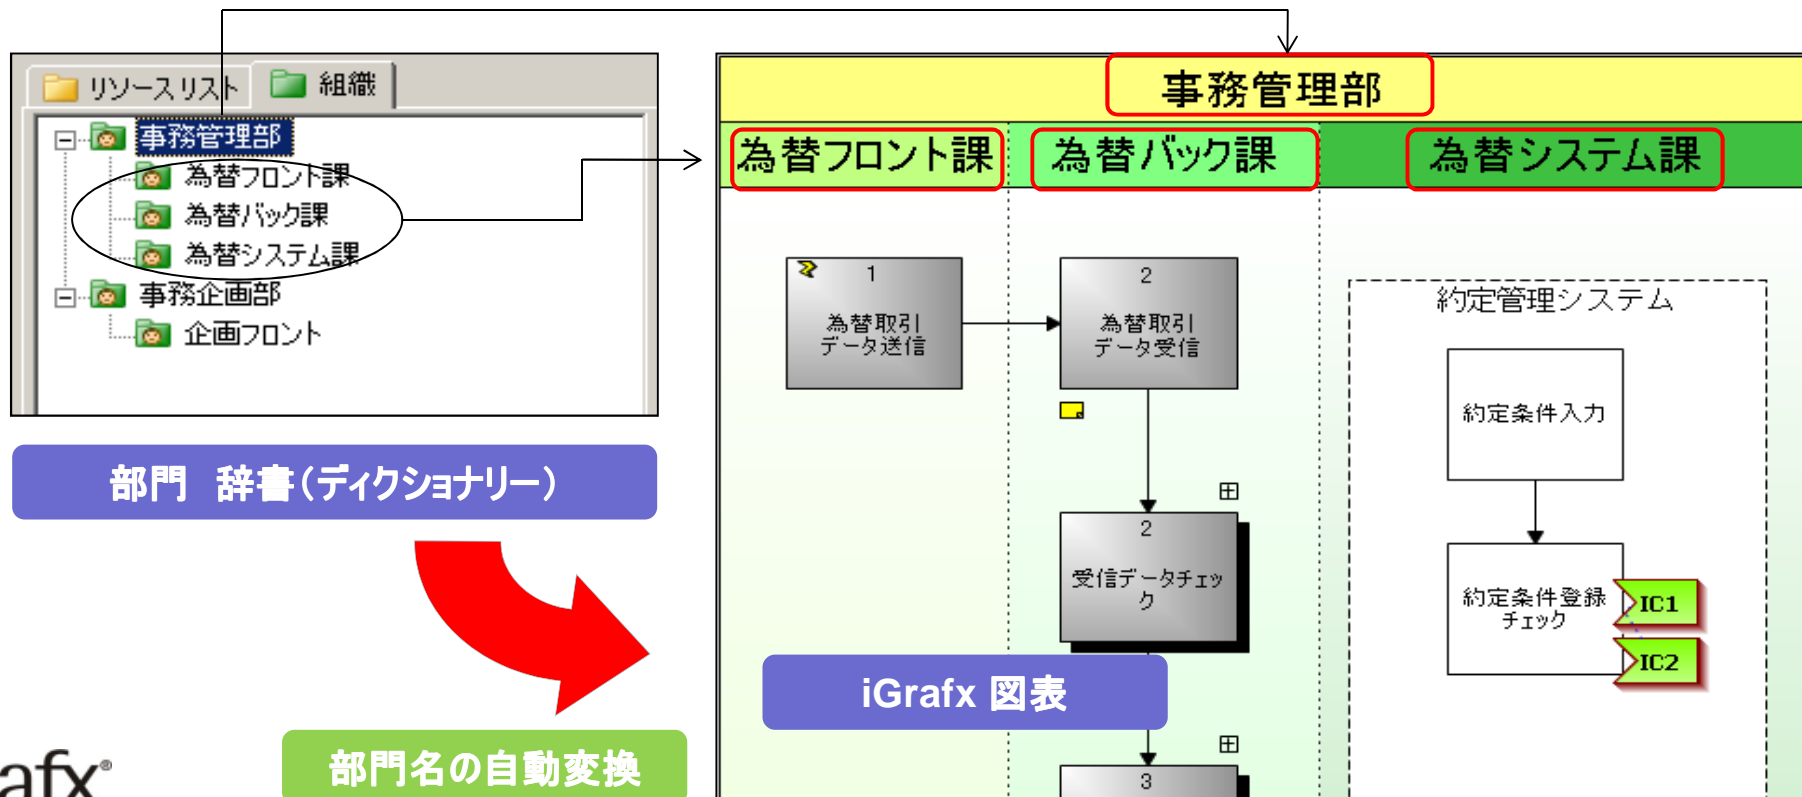 リソースリスト
組織
事務管理部
為替フロント課
為替バック課
為替システム課
事務企画部
企画フロント
部門 辞書(ディクショナリー)
部門名の自動変換
afx®
事務管理部
為替フロント課
為替バック課
為替システム課
1
為替取引
データ送信
2
為替取引
データ受信
2
受信データチェッ
ク
3
iGrafx 図表
約定管理システム
約定条件入力
約定条件登録
チェック
IC1
IC2